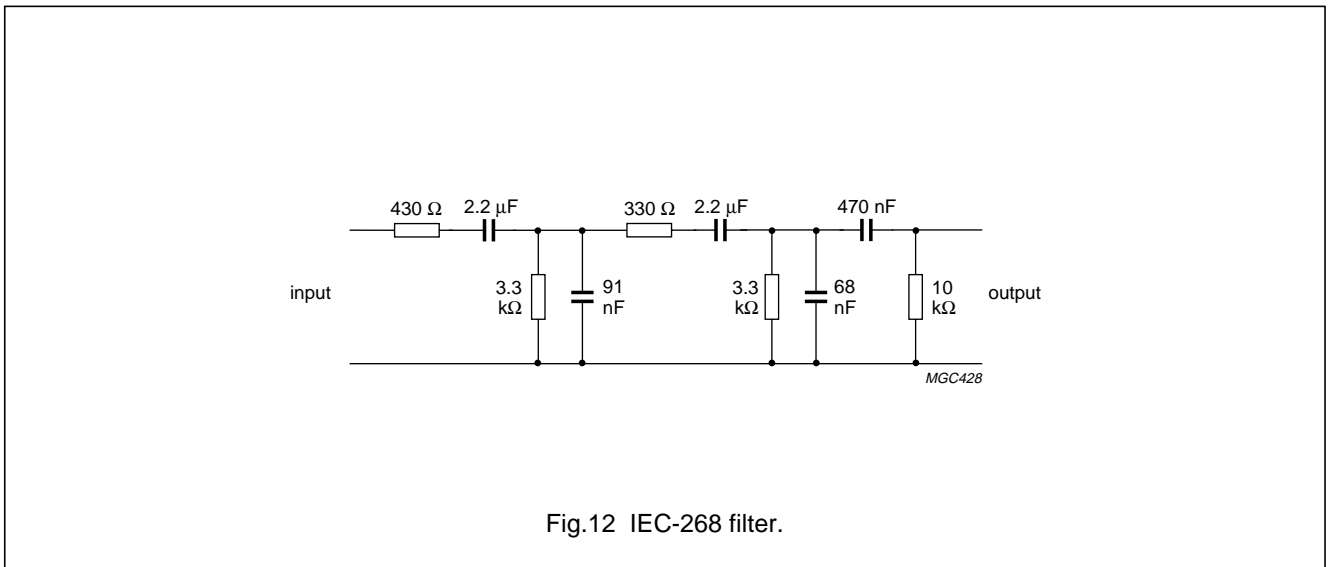 430 Ω 2.2 μF 330 Ω 2.2 μF 470 nF
input 3.3 kΩ 91 nF 3.3 kΩ 68 nF 10 kΩ output
MGC428
Fig.12 IEC-268 filter.